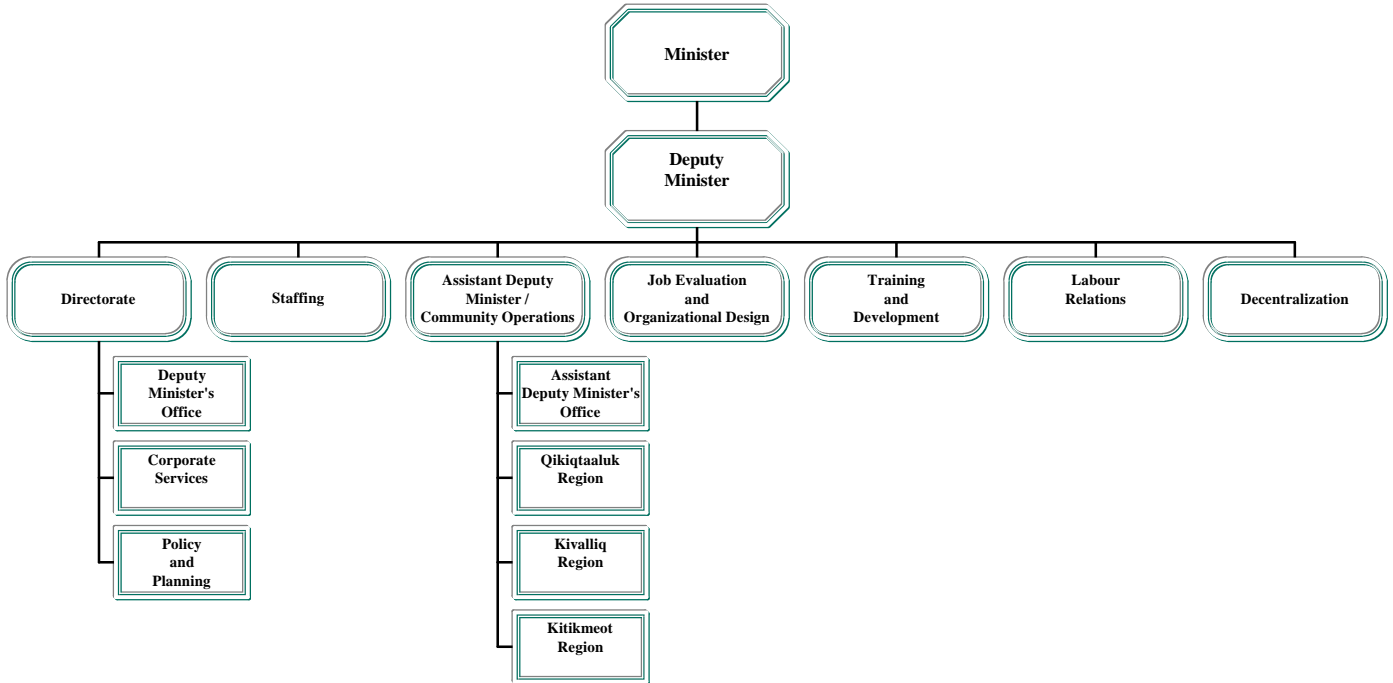 Minister
Deputy
Minister
Directorate
Staffing
Assistant Deputy
Minister /
Community Operations
Job Evaluation
and
Organizational Design
Training
and
Development
Labour
Relations
Decentralization
Deputy
Minister's
Office
Corporate
Services
Policy
and
Planning
Assistant
Deputy Minister's
Office
Qikiqtaaluk
Region
Kivalliq
Region
Kitikmeot
Region